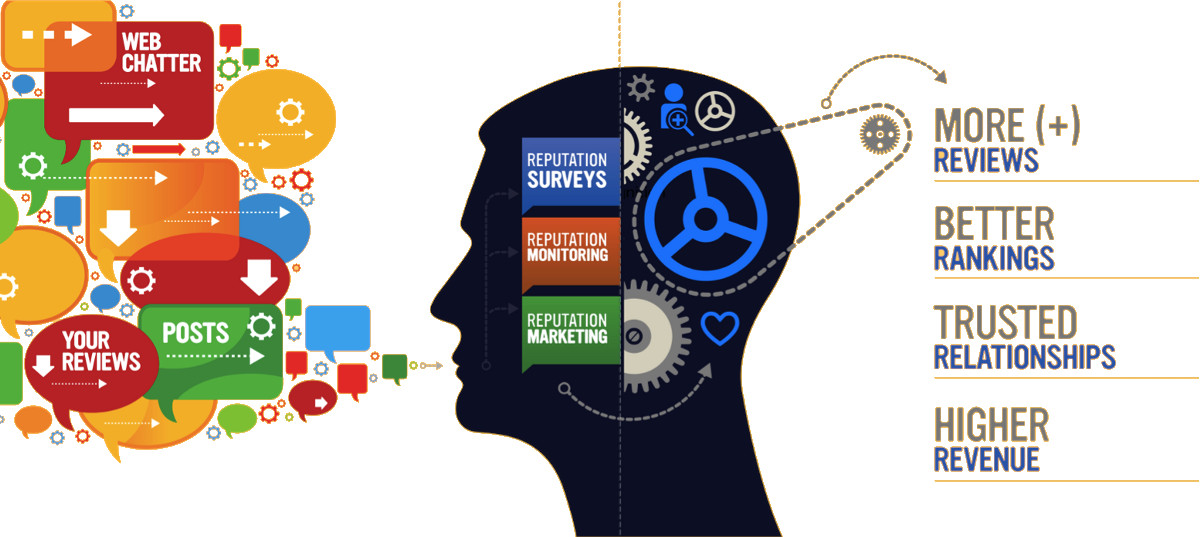 WEB
CHATTER
YOUR
REVIEWS
POSTS
REPUTATION
SURVEYS
REPUTATION
MONITORING
REPUTATION
MARKETING
MORE (+)
REVIEWS
BETTER
RANKINGS
TRUSTED
RELATIONSHIPS
HIGHER
REVENUE